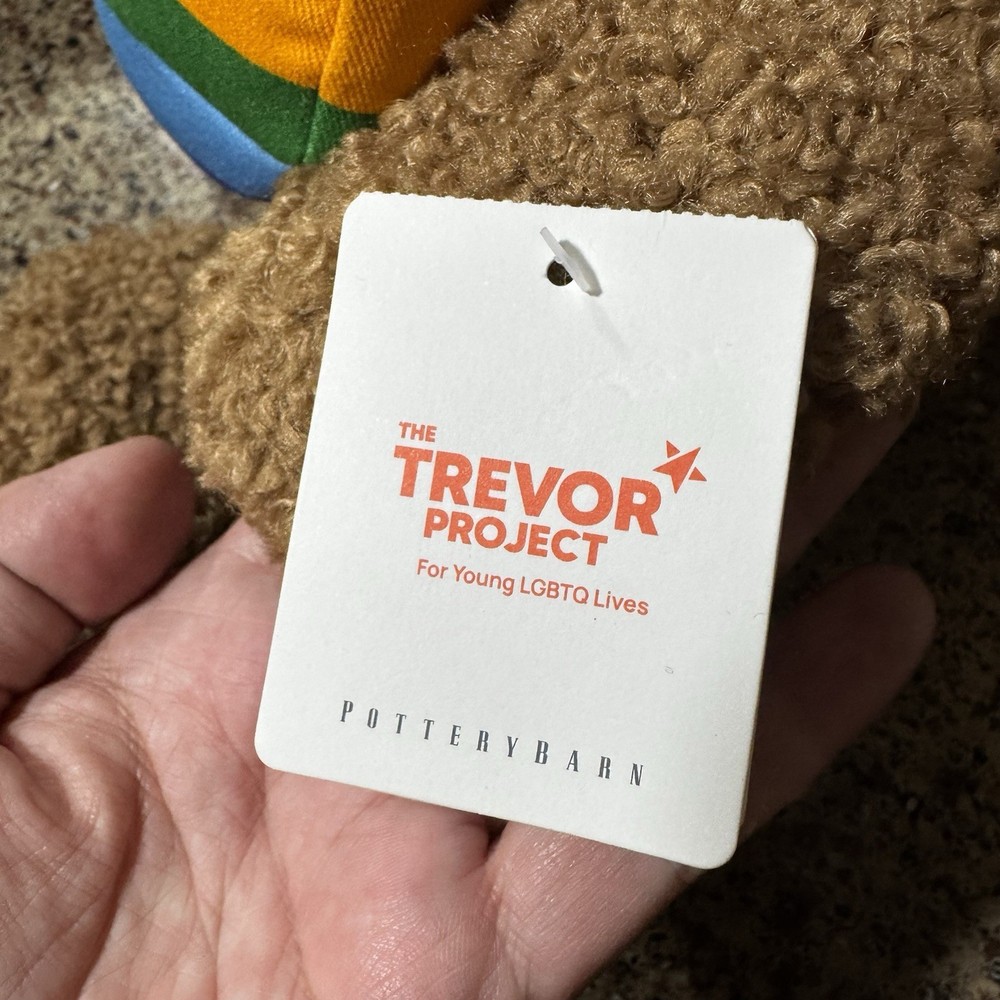 THE
TREVOR
PROJECT
For Young LGBTQ Lives
POTTERYBARN